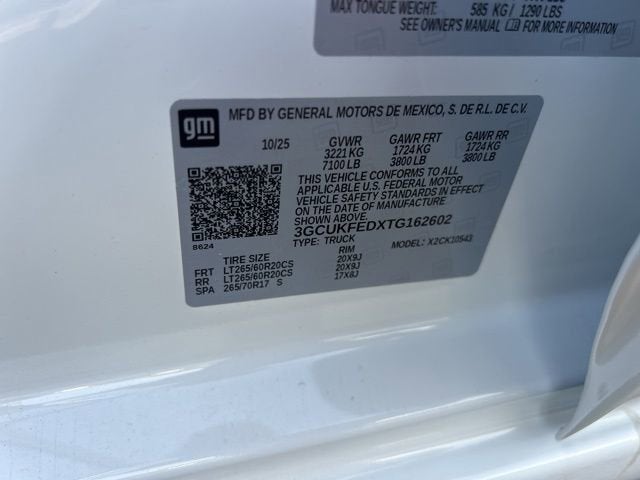 MAX TONGUE WEIGHT: 585 KG / 1290 LBS
SEE OWNER'S MANUAL FOR MORE INFORMATION
gm MFD BY GENERAL MOTORS DE MEXICO, S. DE R.L. DE C.V.
10/25 GVWR GAWR FRT GAWR RR
3221 KG 1724 KG 1724 KG
7100 LB 3800 LB 3800 LB
THIS VEHICLE CONFORMS TO ALL
APPLICABLE U.S. FEDERAL MOTOR
VEHICLE SAFETY STANDARDS IN EFFECT
ON THE DATE OF MANUFACTURE SHOWN ABOVE.
3GCUKFEDXTG162602
8624 TYPE: TRUCK MODEL: X2CK10543
TIRE SIZE RIM
FRT LT265/60R20CS 20X9J
RR LT265/60R20CS 20X9J
SPA 265/70R17 S 17X8J